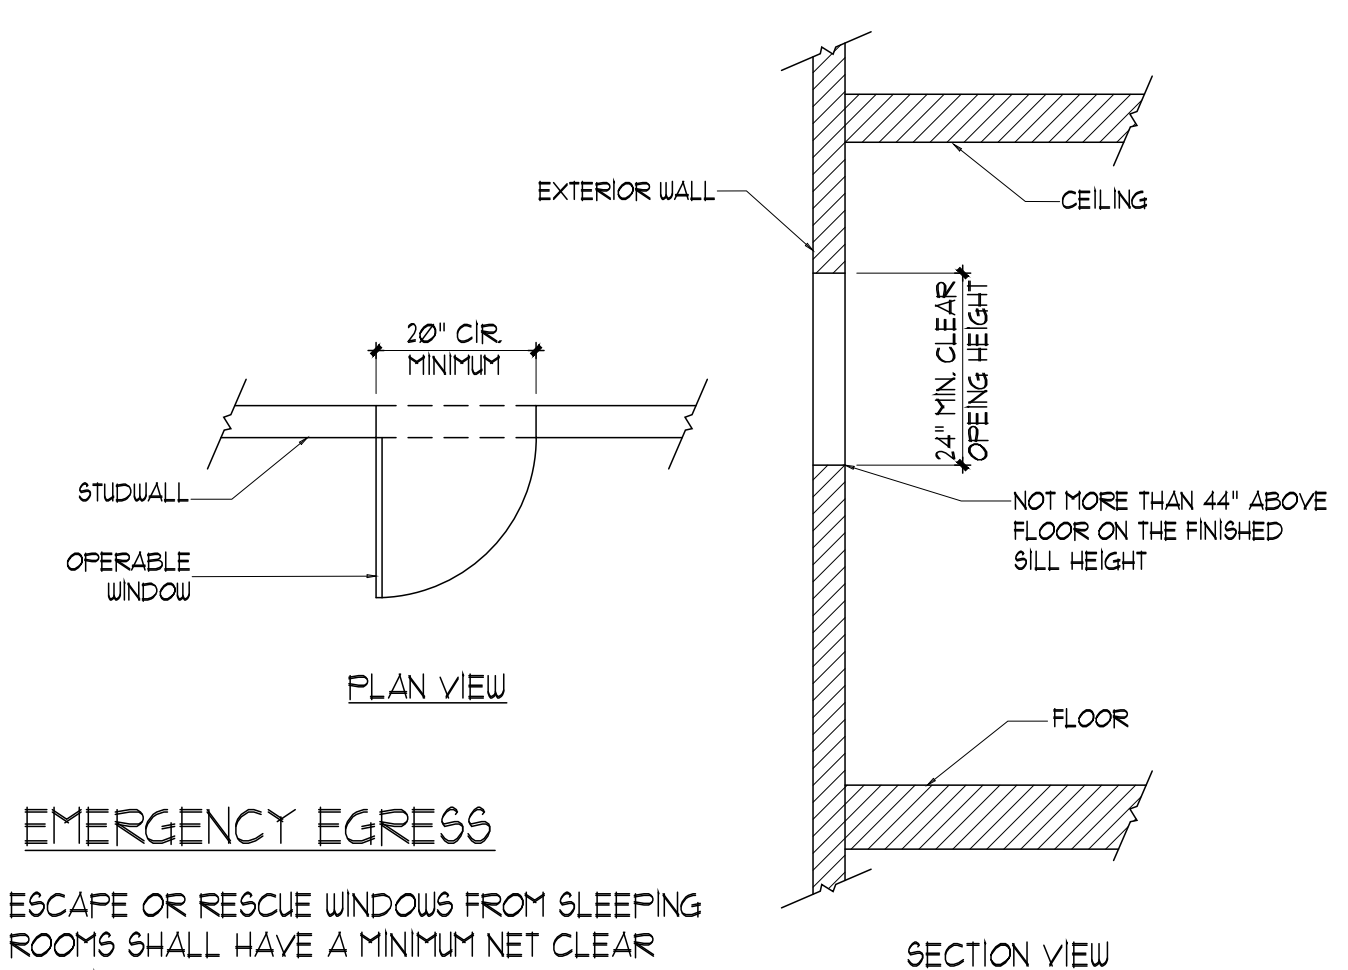 EXTERIOR WALL
CEILING
20" CIR.
MINIMUM
24" MIN. CLEAR
OPEING HEIGHT
STUDWALL
OPERABLE
WINDOW
NOT MORE THAN 44" ABOVE
FLOOR ON THE FINISHED
SILL HEIGHT
PLAN VIEW
FLOOR
EMERGENCY EGRESS
ESCAPE OR RESCUE WINDOWS FROM SLEEPING
ROOMS SHALL HAVE A MINIMUM NET CLEAR
SECTION VIEW